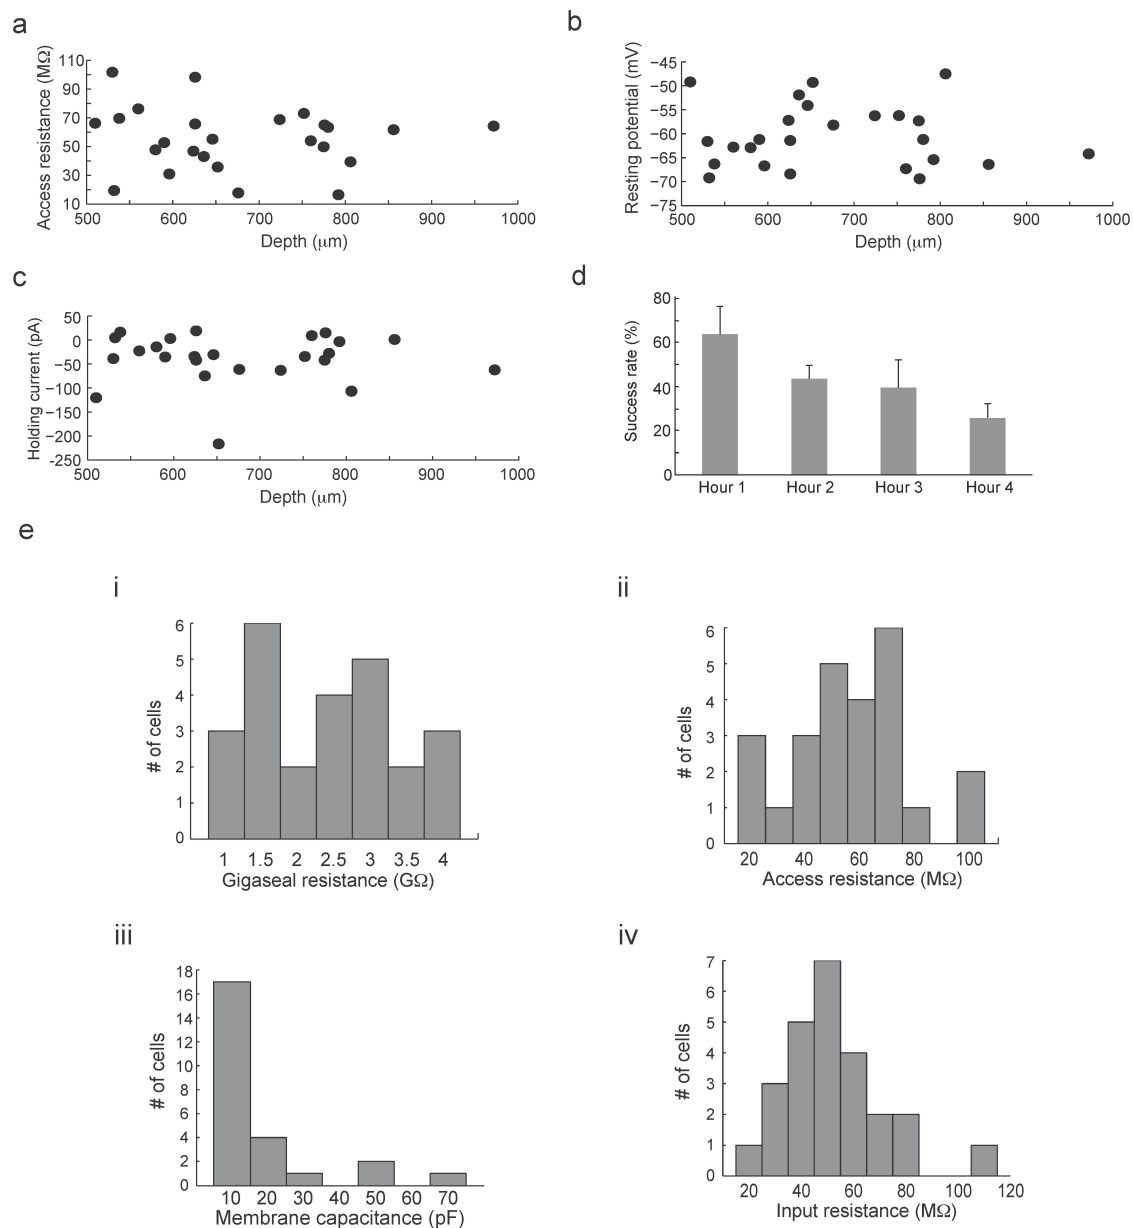 a
110
90
70
50
30
10
Access resistance (MΩ)
500 600 700 800 900 1000
Depth (μm)
b
−45
−50
−55
−60
−65
−70
−75
Resting potential (mV)
500 600 700 800 900 1000
Depth (μm)
c
50
0
−50
−100
−150
−200
-250
Holding current (pA)
500 600 700 800 900 1000
Depth (μm)
d
80
60
40
20
0
Success rate (%)
Hour 1 Hour 2 Hour 3 Hour 4
e
i
6
5
4
3
2
1
0
# of cells
1 1.5 2 2.5 3 3.5 4
Gigaseal resistance (GΩ)
ii
6
5
4
3
2
1
0
# of cells
20 40 60 80 100
Access resistance (MΩ)
iii
18
16
14
12
10
8
6
4
2
0
# of cells
10 20 30 40 50 60 70
Membrane capacitance (pF)
iv
7
6
5
4
3
2
1
0
# of cells
20 40 60 80 100 120
Input resistance (MΩ)